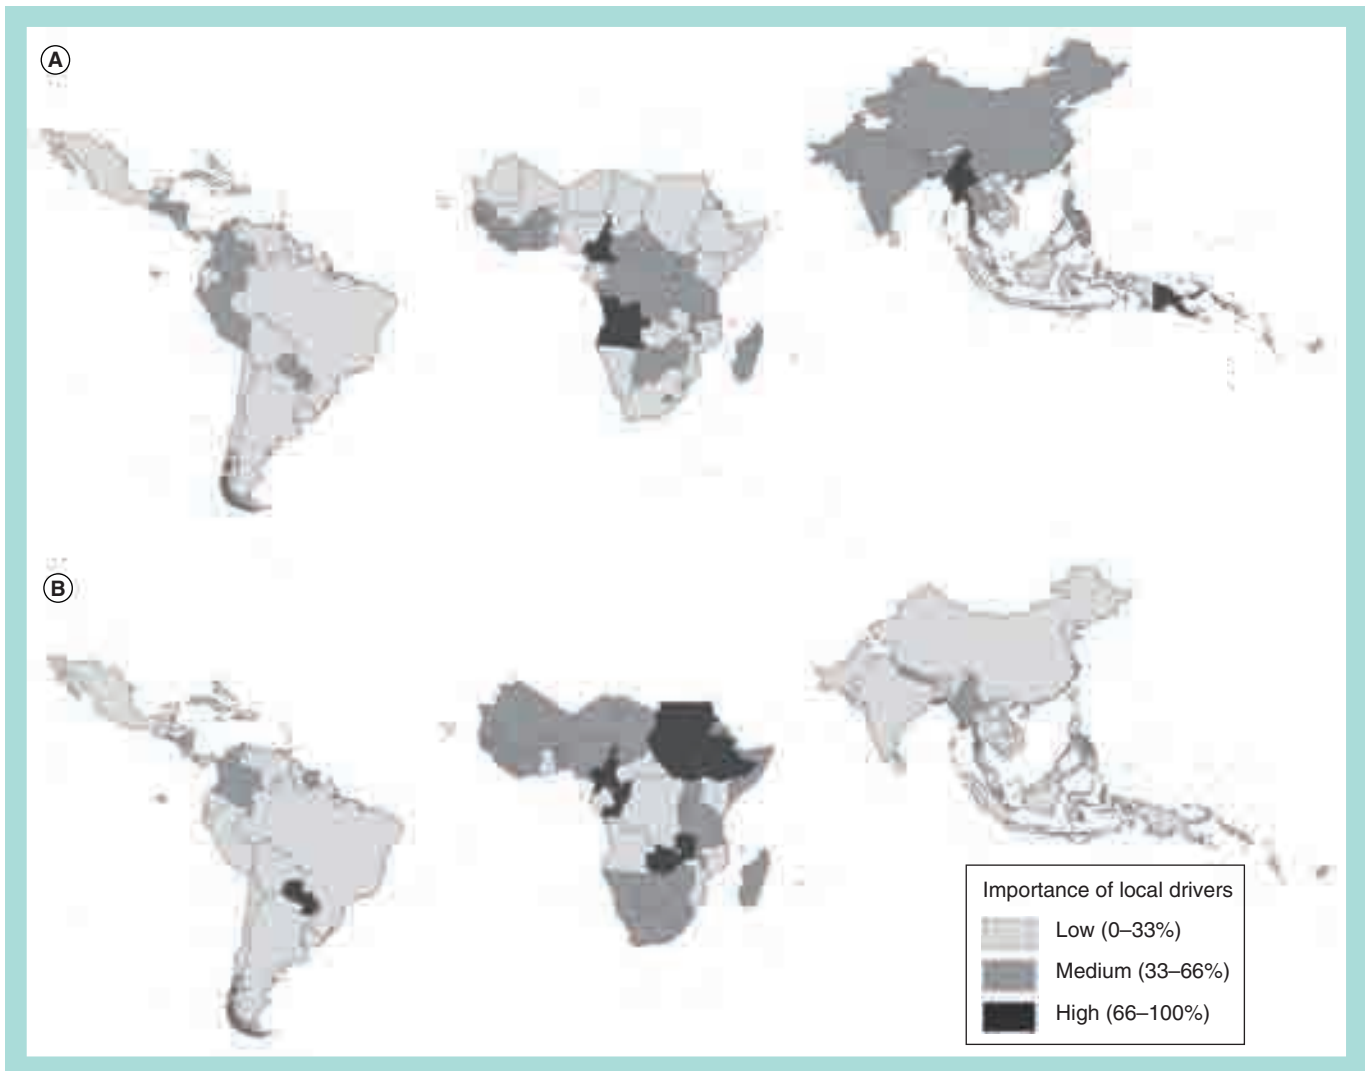 A
B
Importance of local drivers
Low (0–33%)
Medium (33–66%)
High (66–100%)